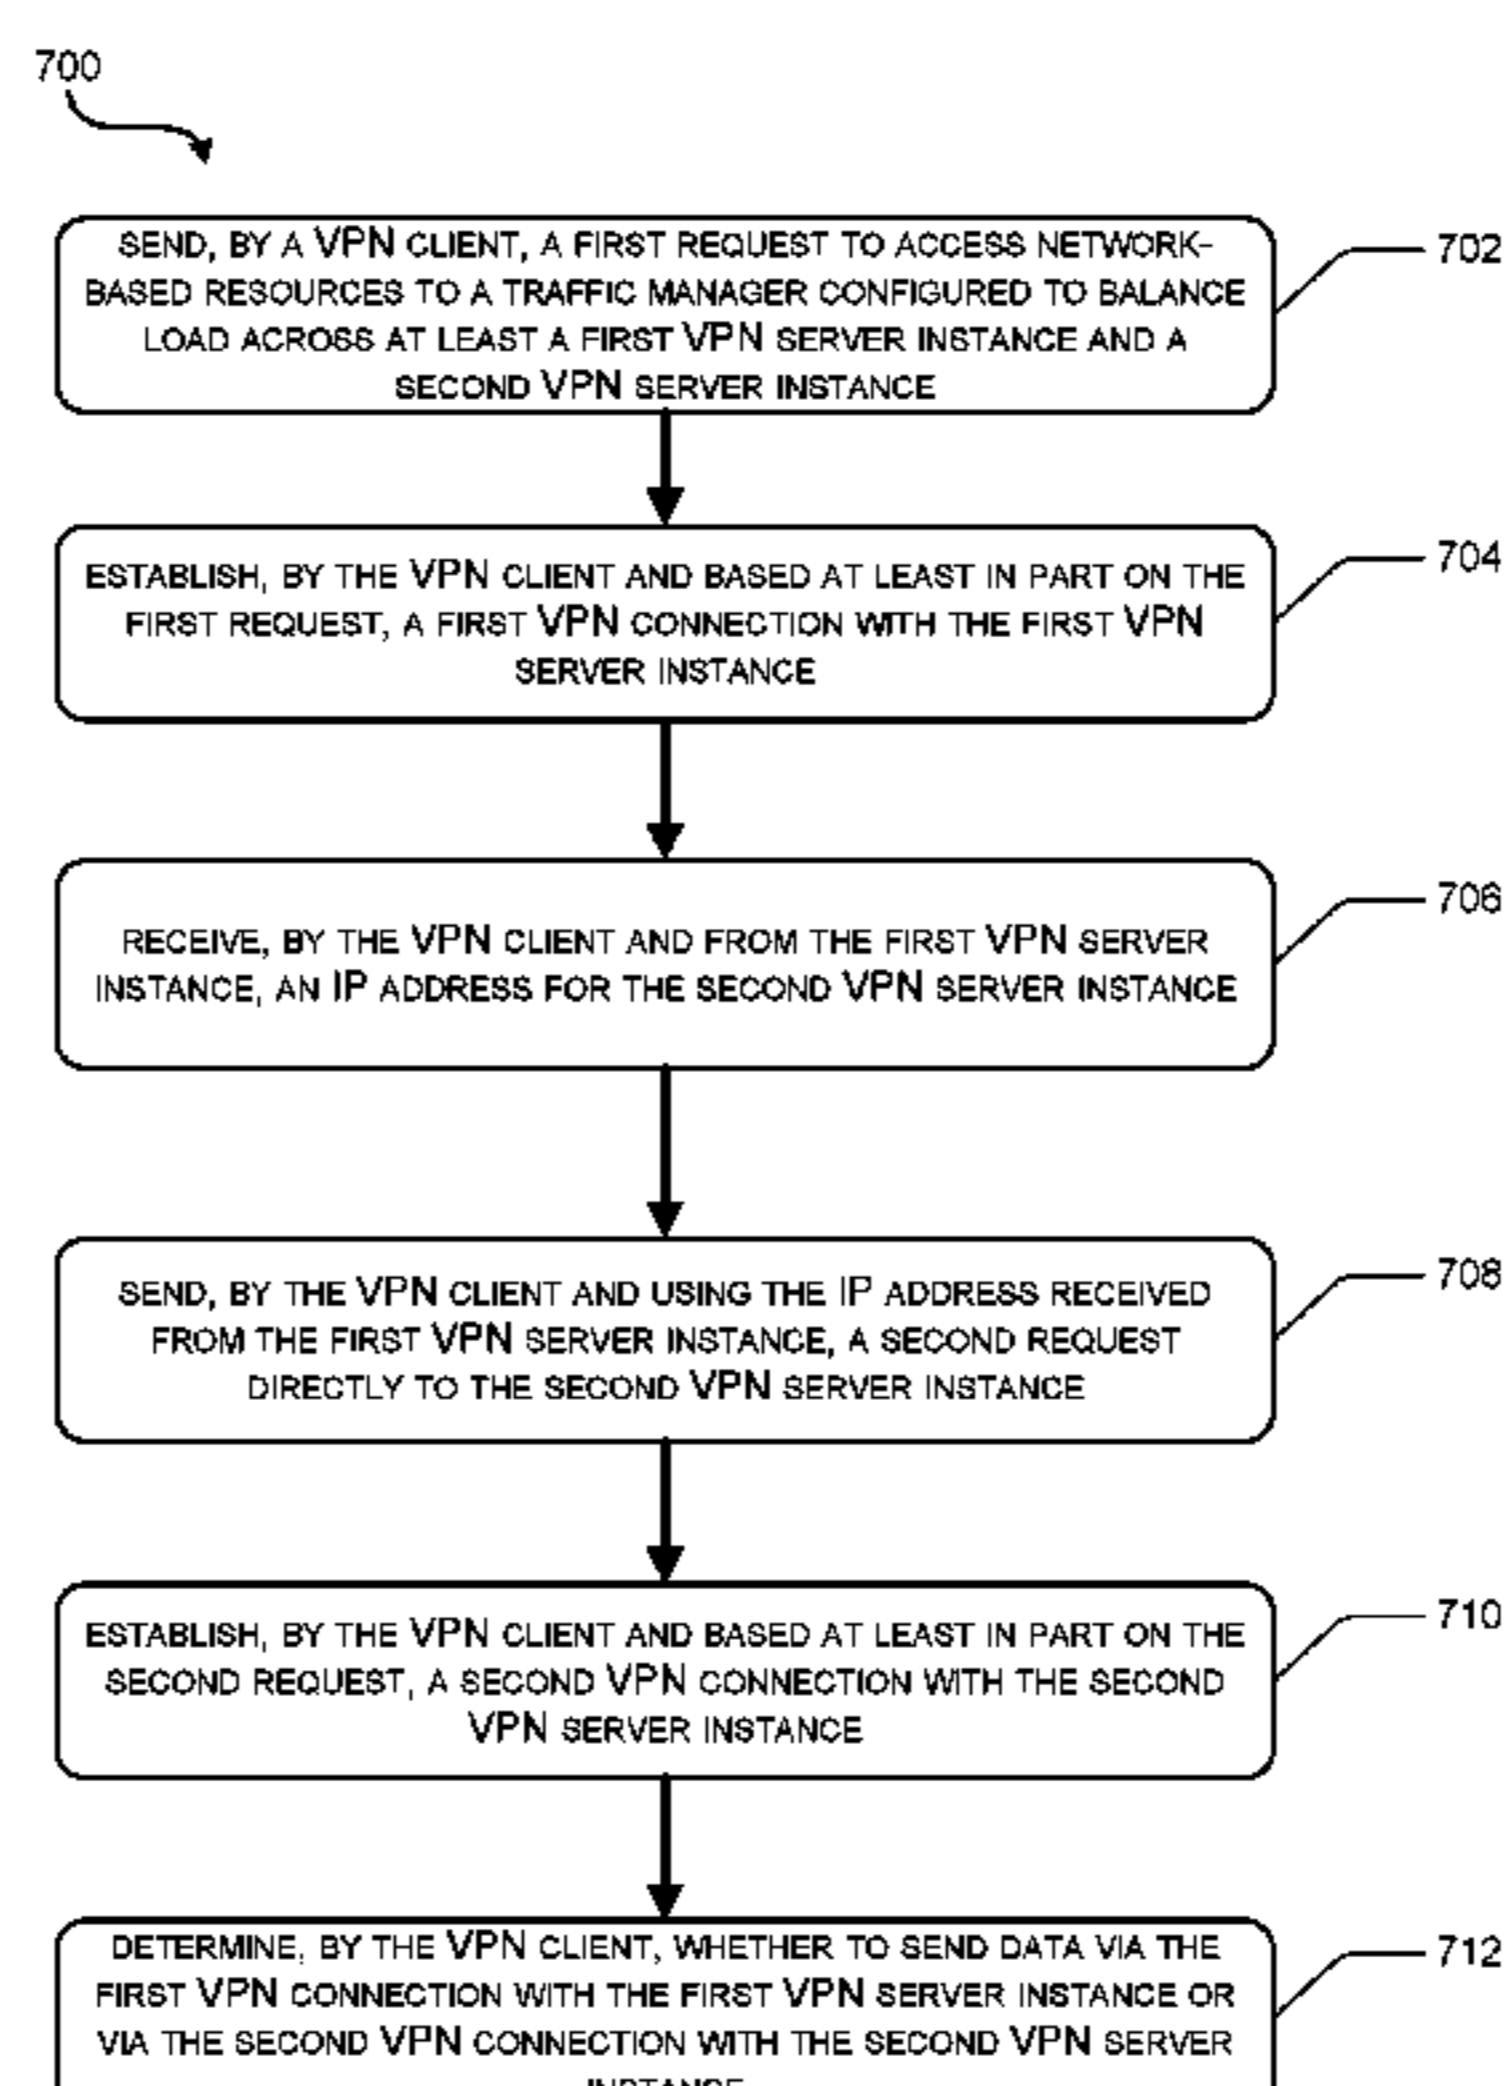 700
SEND, BY A VPN CLIENT, A FIRST REQUEST TO ACCESS NETWORK-
BASED RESOURCES TO A TRAFFIC MANAGER CONFIGURED TO BALANCE
LOAD ACROSS AT LEAST A FIRST VPN SERVER INSTANCE AND A
SECOND VPN SERVER INSTANCE
702
ESTABLISH, BY THE VPN CLIENT AND BASED AT LEAST IN PART ON THE
FIRST REQUEST, A FIRST VPN CONNECTION WITH THE FIRST VPN
SERVER INSTANCE
704
RECEIVE, BY THE VPN CLIENT AND FROM THE FIRST VPN SERVER
INSTANCE, AN IP ADDRESS FOR THE SECOND VPN SERVER INSTANCE
706
SEND, BY THE VPN CLIENT AND USING THE IP ADDRESS RECEIVED
FROM THE FIRST VPN SERVER INSTANCE, A SECOND REQUEST
DIRECTLY TO THE SECOND VPN SERVER INSTANCE
708
ESTABLISH, BY THE VPN CLIENT AND BASED AT LEAST IN PART ON THE
SECOND REQUEST, A SECOND VPN CONNECTION WITH THE SECOND
VPN SERVER INSTANCE
710
DETERMINE, BY THE VPN CLIENT, WHETHER TO SEND DATA VIA THE
FIRST VPN CONNECTION WITH THE FIRST VPN SERVER INSTANCE OR
VIA THE SECOND VPN CONNECTION WITH THE SECOND VPN SERVER
INSTANCE
712